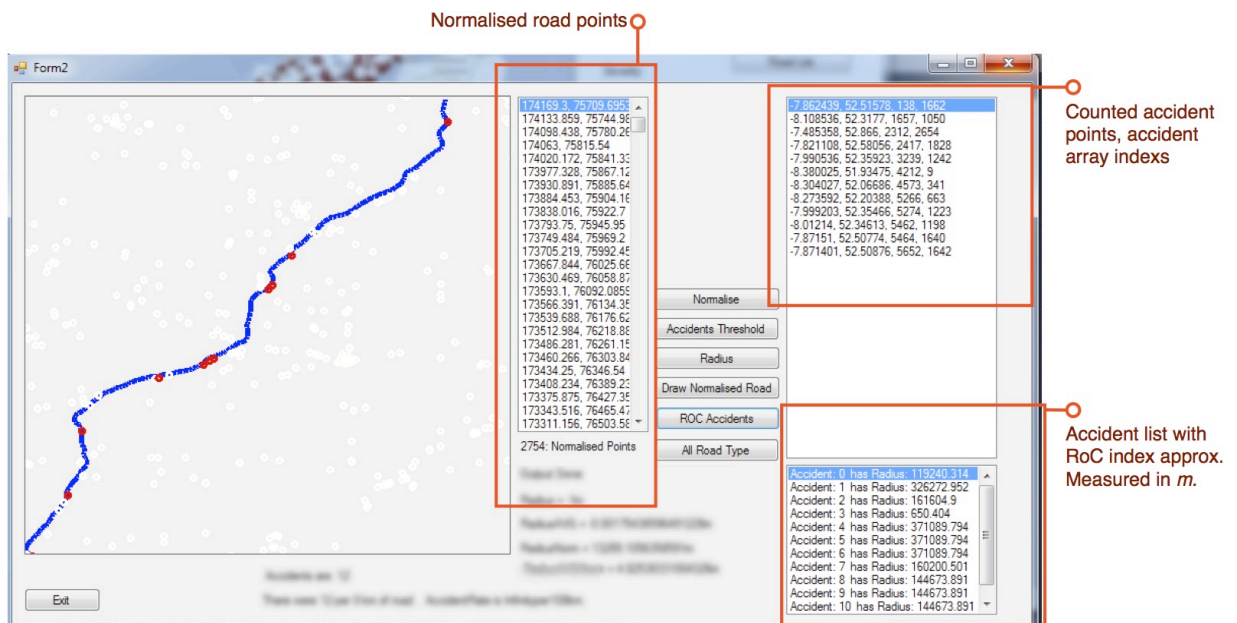 Normalised road points
Form2
174169.3, 75709.6953
174133.859, 75744.98
174098.438, 75780.26
174063, 75815.54
174020.172, 75841.33
173977.328, 75867.12
173930.891, 75885.64
173884.453, 75904.16
173838.016, 75922.7
173793.75, 75945.95
173749.484, 75969.2
173705.219, 75992.45
173667.844, 76025.66
173630.469, 76058.87
173593.1, 76092.0859
173566.391, 76134.35
173539.688, 76176.62
173512.984, 76218.88
173486.281, 76261.15
173460.266, 76303.84
173434.25, 76346.54
173408.234, 76389.23
173375.875, 76427.35
173343.516, 76465.47
173311.156, 76503.58
2754: Normalised Points
Output Done
Accidents are: 12
Exit
Normalise
Accidents Threshold
Radius
Draw Normalised Road
ROC Accidents
All Road Type
-7.862439, 52.51578, 138, 1662
-8.108536, 52.3177, 1657, 1050
-7.485358, 52.866, 2312, 2654
-7.821108, 52.58056, 2417, 1828
-7.990536, 52.35923, 3239, 1242
-8.380025, 51.93475, 4212, 9
-8.304027, 52.06686, 4573, 341
-8.273592, 52.20388, 5266, 663
-7.999203, 52.35466, 5274, 1223
-8.01214, 52.34613, 5462, 1198
-7.87151, 52.50774, 5464, 1640
-7.871401, 52.50876, 5652, 1642
Counted accident
points, accident
array indexs
Accident: 0 has Radius: 119240.314
Accident: 1 has Radius: 326272.952
Accident: 2 has Radius: 161604.9
Accident: 3 has Radius: 650.404
Accident: 4 has Radius: 371089.794
Accident: 5 has Radius: 371089.794
Accident: 6 has Radius: 371089.794
Accident: 7 has Radius: 160200.501
Accident: 8 has Radius: 144673.891
Accident: 9 has Radius: 144673.891
Accident: 10 has Radius: 144673.891
Accident list with
RoC index approx.
Measured in m.